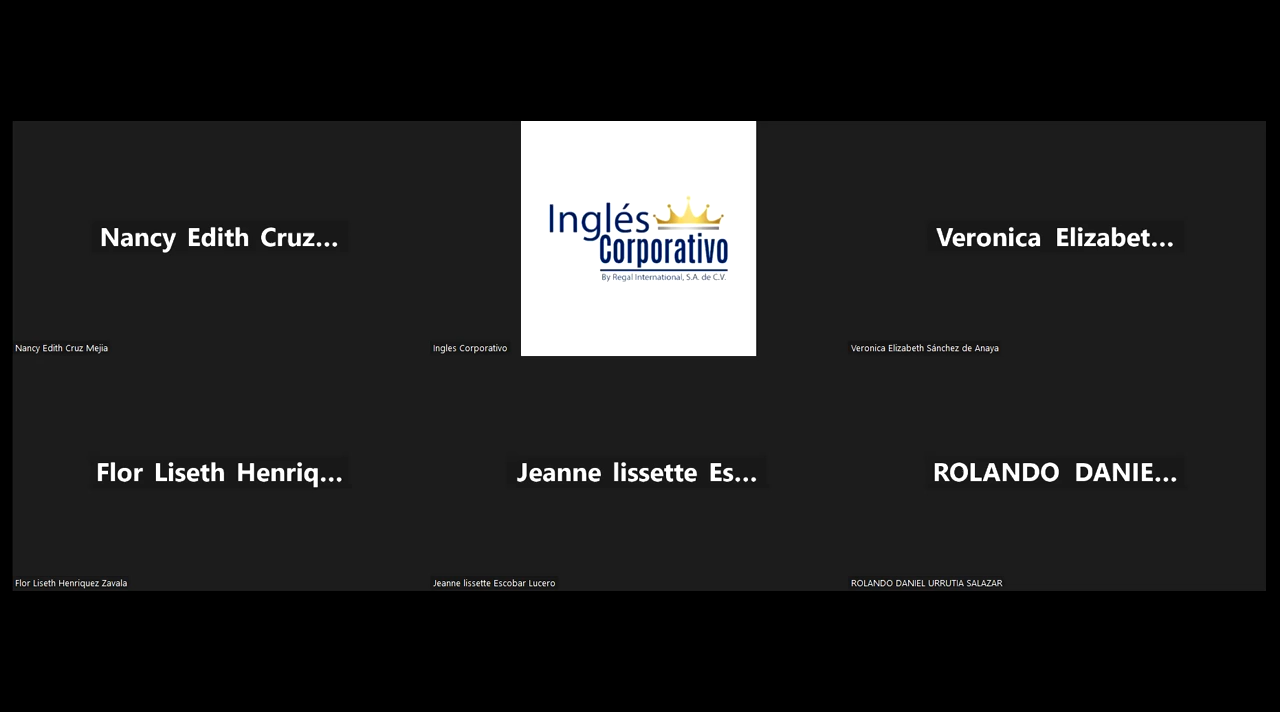 Nancy Edith Cruz...
Nancy Edith Cruz Mejia
Inglés
Corporativo
By Regal International, S.A. de C.V.
Ingles Corporativo
Veronica Elizabet...
Veronica Elizabeth Sánchez de Anaya
Flor Liseth Henriq...
Flor Liseth Henriquez Zavala
Jeanne lissette Es...
Jeanne lissette Escobar Lucero
ROLANDO DANIE...
ROLANDO DANIEL URRUTIA SALAZAR